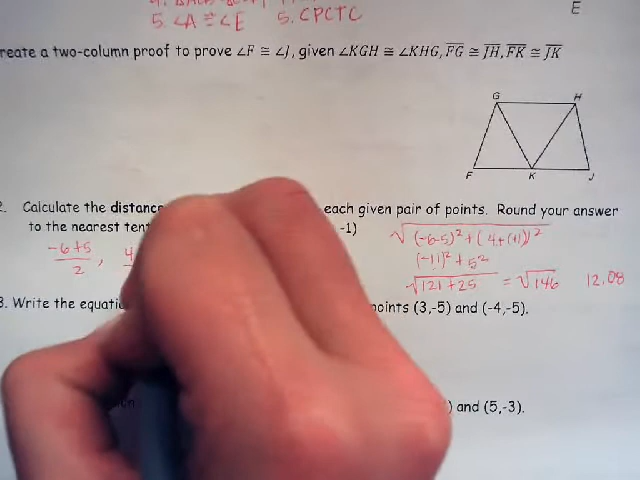 5. ∠A ≅ ∠E 5. CPCTC
E
reate a two-column proof to prove ∠F ≅ ∠J, given ∠KGH ≅ ∠KHG, FG ≅ JH, FK ≅ JK
G H
F K J
2. Calculate the distance each given pair of points. Round your answer
to the nearest tent -1)
√(-6-5)² + (4+(+1))²
-6+5/2, 4
(-11)² + 5²
√121+25 = √146 12.08
3. Write the equatio points (3,-5) and (-4,-5).
) and (5,-3).